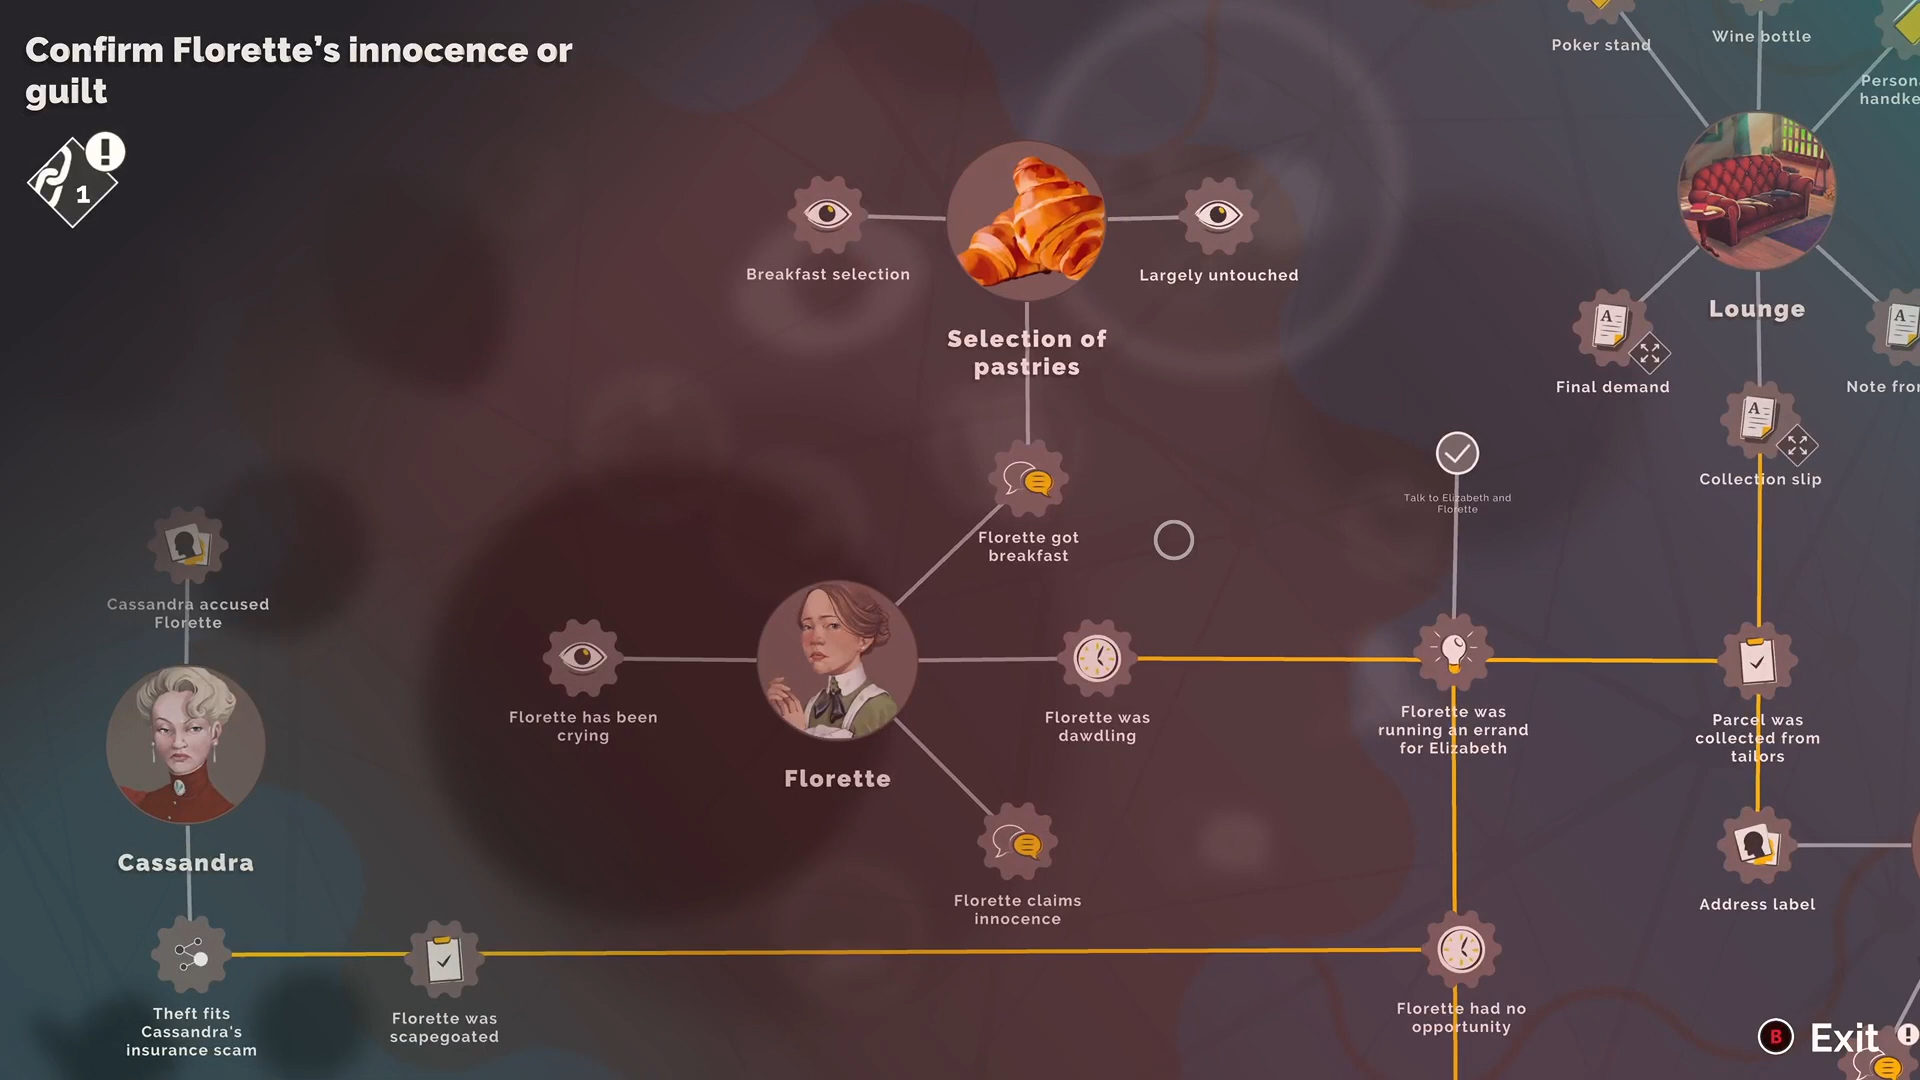 Confirm Florette's innocence or
guilt
1
Poker stand
Wine bottle
Breakfast selection
Largely untouched
Selection of
pastries
Lounge
A
Final demand
A
A
Collection slip
Talk to Elizabeth and
Florette
Florette got
breakfast
Cassandra accused
Florette
Florette has been
crying
Florette was
dawdling
Florette was
running an errand
for Elizabeth
Parcel was
collected from
tailors
Florette
Cassandra
Florette claims
innocence
Address label
Theft fits
Cassandra's
insurance scam
Florette was
scapegoated
Florette had no
opportunity
B Exit